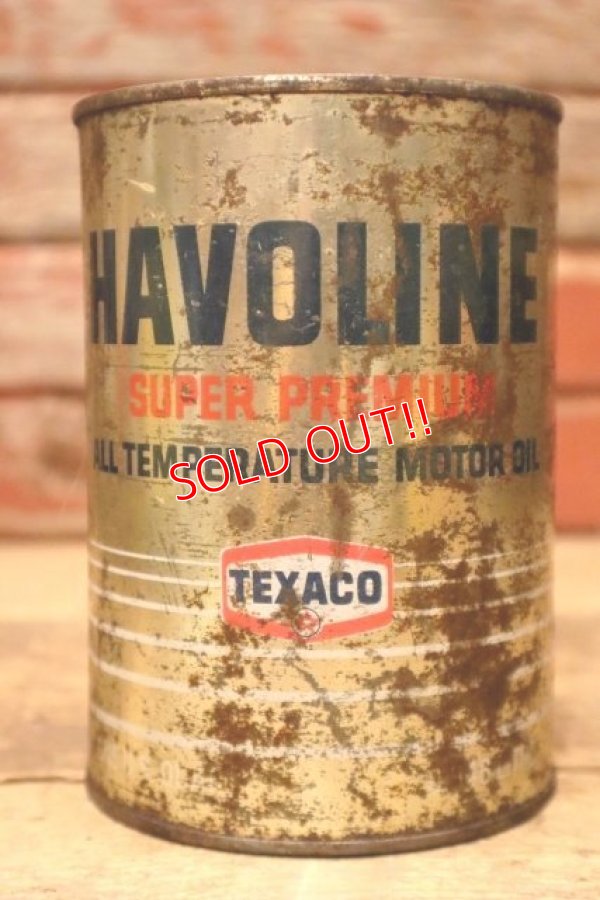 HAVOLINE
SUPER PREMIUM
SOLD OUT!!
ALL TEMPERATURE MOTOR OIL
TEXACO